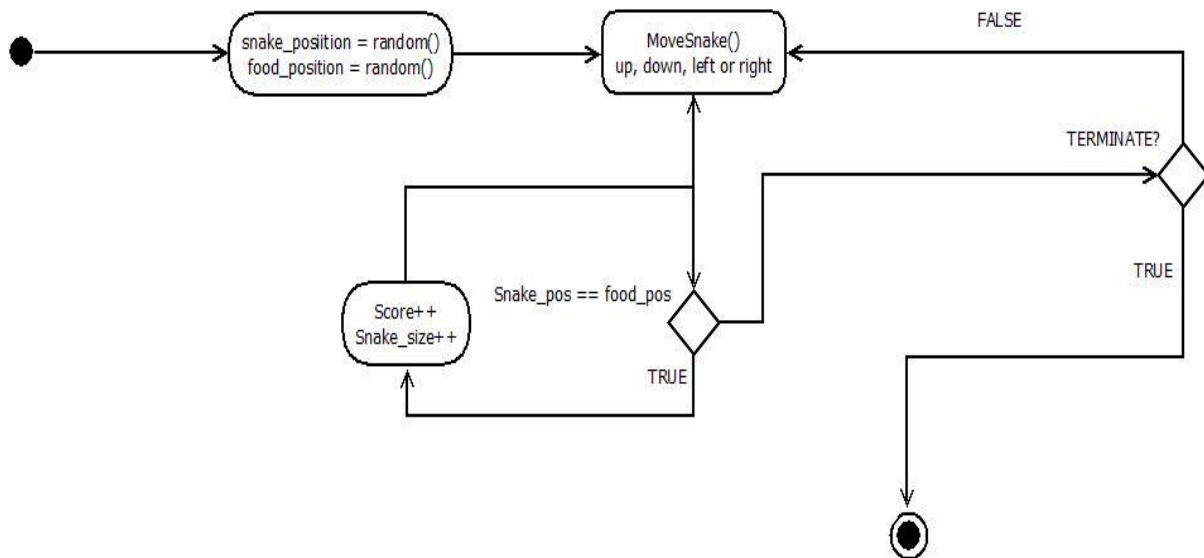 snake_posiition = random()
food_position = random()
MoveSnake()
up, down, left or right
FALSE
TERMINATE?
TRUE
Snake_pos == food_pos
Score++
Snake_size++
TRUE